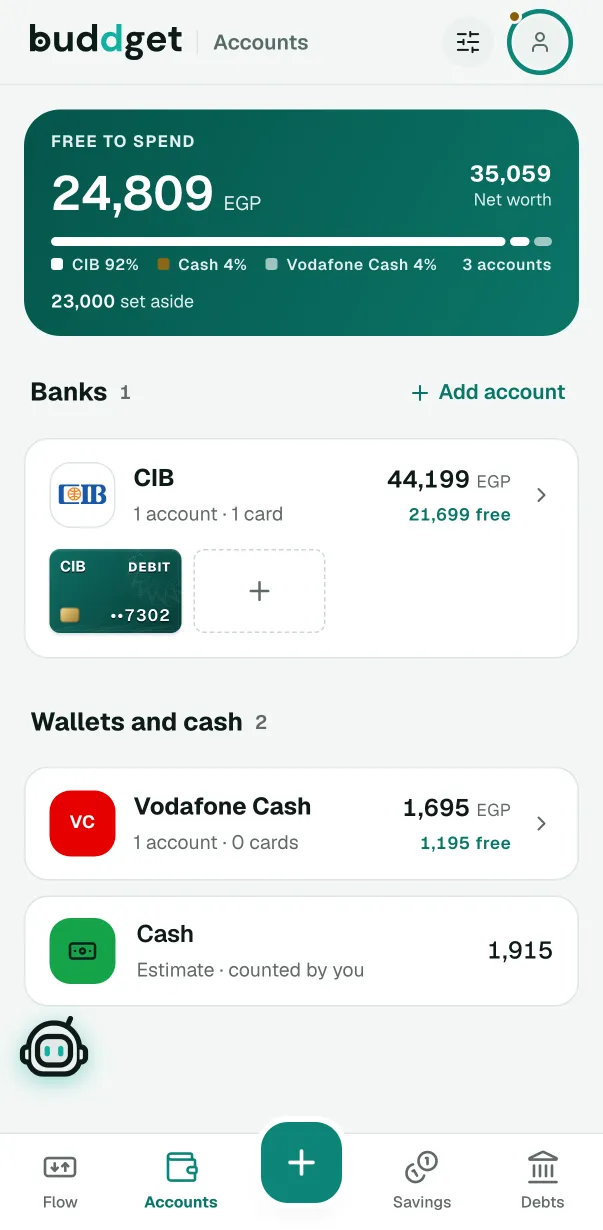 buddget
Accounts
FREE TO SPEND
24,809 EGP
35,059
Net worth
CIB 92% Cash 4% Vodafone Cash 4% 3 accounts
23,000 set aside
Banks 1
+ Add account
CIB
CIB
1 account · 1 card
44,199 EGP
21,699 free
CIB DEBIT
••7302
+
Wallets and cash 2
VC
Vodafone Cash
1 account · 0 cards
1,695 EGP
1,195 free
Cash
Estimate · counted by you
1,915
+
Flow
Accounts
1
Savings
Debts